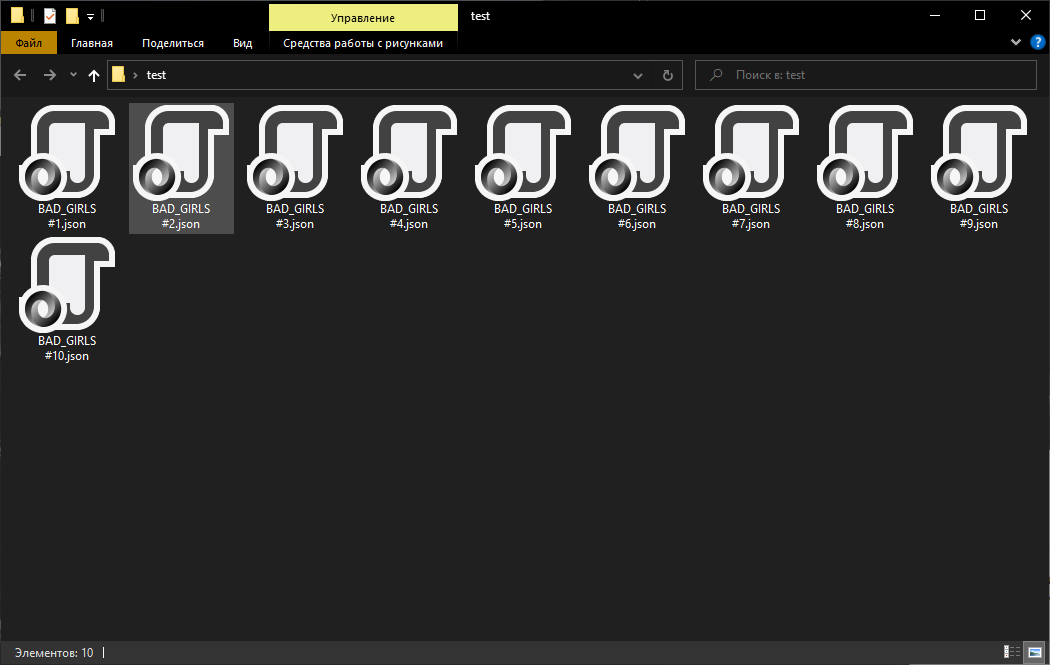 Управление
test
Файл
Главная
Поделиться
Вид
Средства работы с рисунками
?
test
Поиск в: test
BAD_GIRLS
#1.json
BAD_GIRLS
#2.json
BAD_GIRLS
#3.json
BAD_GIRLS
#4.json
BAD_GIRLS
#5.json
BAD_GIRLS
#6.json
BAD_GIRLS
#7.json
BAD_GIRLS
#8.json
BAD_GIRLS
#9.json
BAD_GIRLS
#10.json
Элементов: 10